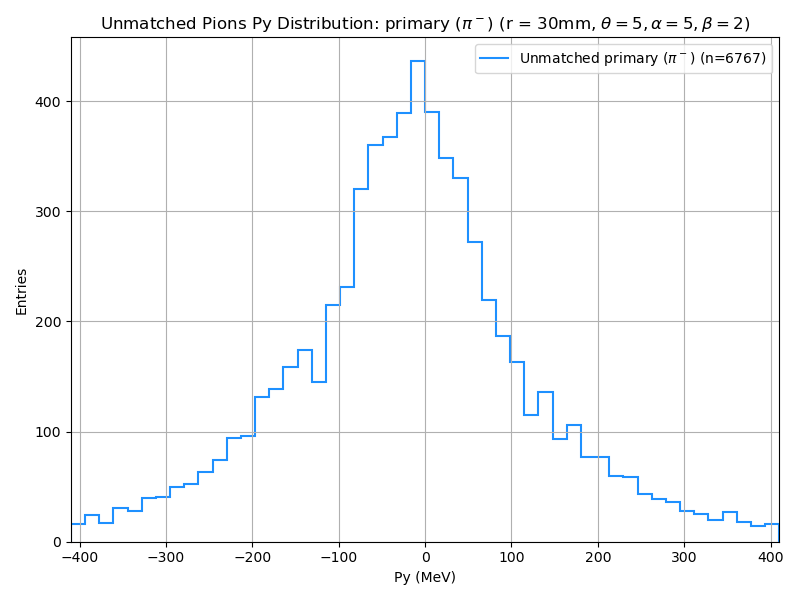 Unmatched Pions Py Distribution: primary (π⁻) (r = 30mm, θ = 5, α = 5, β = 2)
Unmatched primary (π⁻) (n=6767)
400
300
200
100
0
Entries
−400 −300 −200 −100 0 100 200 300 400
Py (MeV)